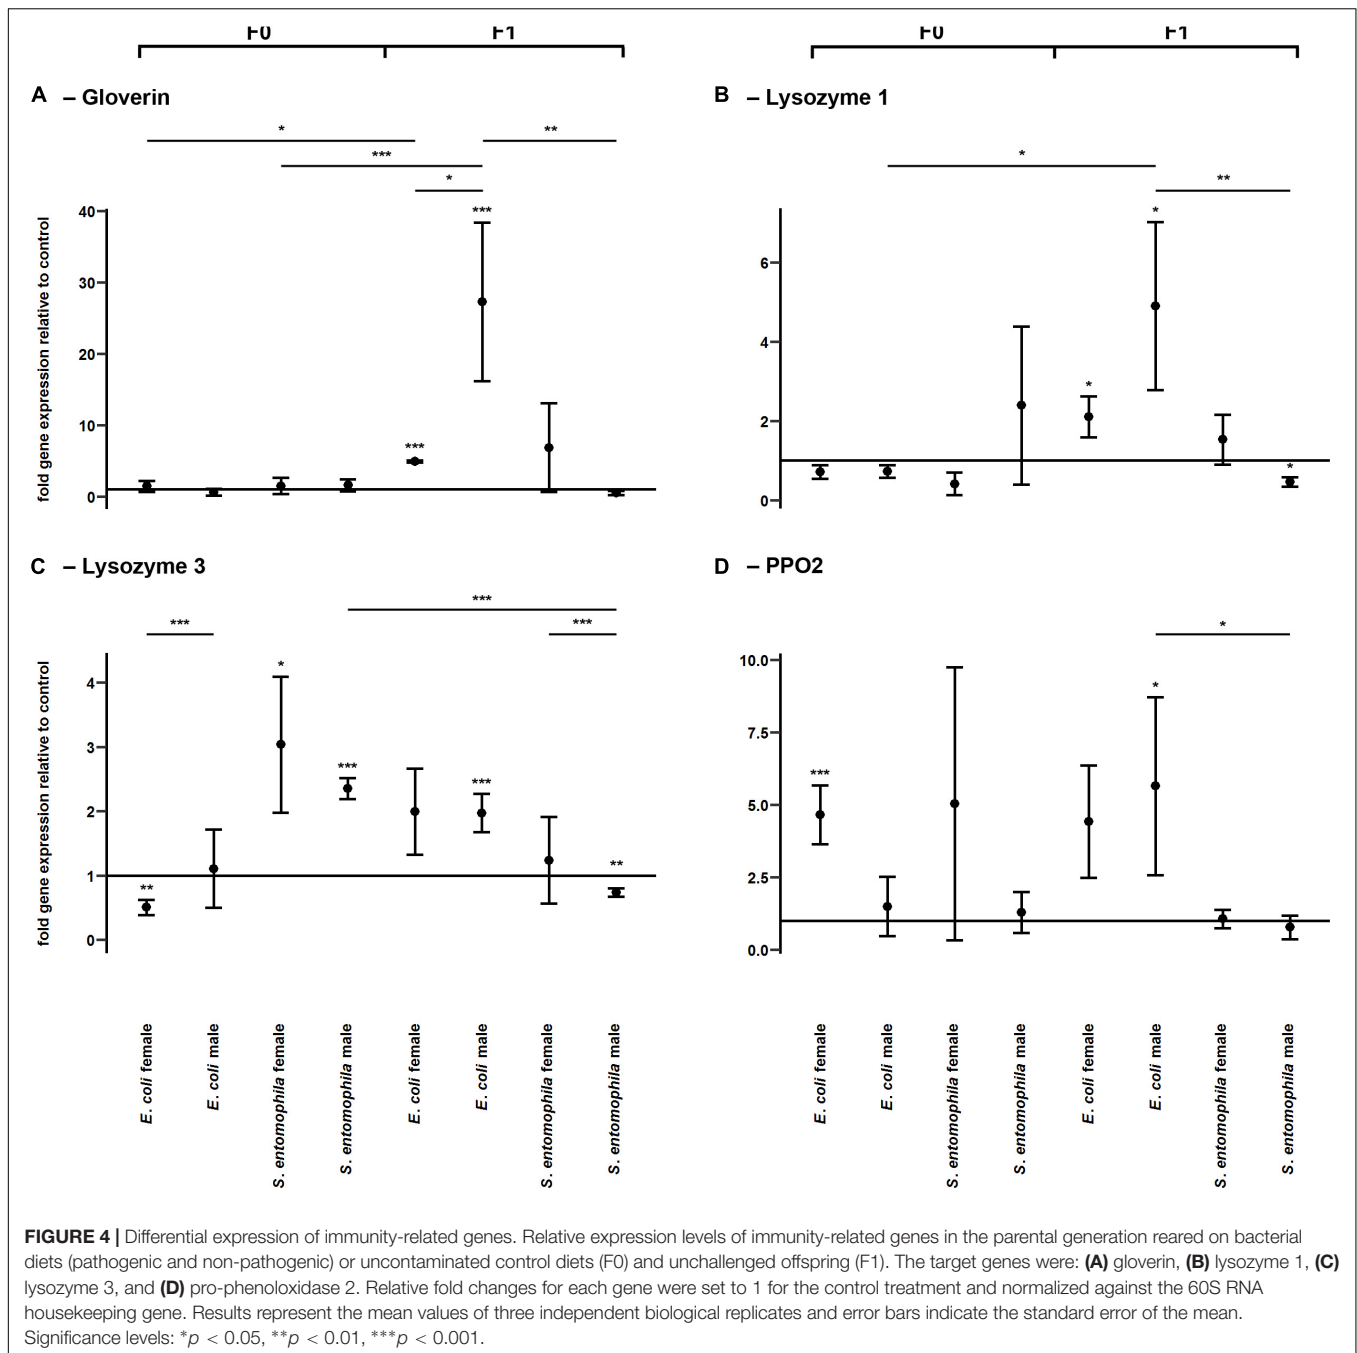 F0 F1 F0 F1
A – Gloverin
B – Lysozyme 1
* ** *** * *** ***
* ** * * *
fold gene expression relative to control
40
30
20
10
0
6
4
2
0
C – Lysozyme 3
D – PPO2
*** *** *** * *** *** ** **
* * ***
fold gene expression relative to control
4
3
2
1
0
10.0
7.5
5.0
2.5
0.0
E. coli female
E. coli male
S. entomophila female
S. entomophila male
E. coli female
E. coli male
S. entomophila female
S. entomophila male
E. coli female
E. coli male
S. entomophila female
S. entomophila male
E. coli female
E. coli male
S. entomophila female
S. entomophila male
FIGURE 4 | Differential expression of immunity-related genes. Relative expression levels of immunity-related genes in the parental generation reared on bacterial
diets (pathogenic and non-pathogenic) or uncontaminated control diets (F0) and unchallenged offspring (F1). The target genes were: (A) gloverin, (B) lysozyme 1, (C)
lysozyme 3, and (D) pro-phenoloxidase 2. Relative fold changes for each gene were set to 1 for the control treatment and normalized against the 60S RNA
housekeeping gene. Results represent the mean values of three independent biological replicates and error bars indicate the standard error of the mean.
Significance levels: *p < 0.05, **p < 0.01, ***p < 0.001.